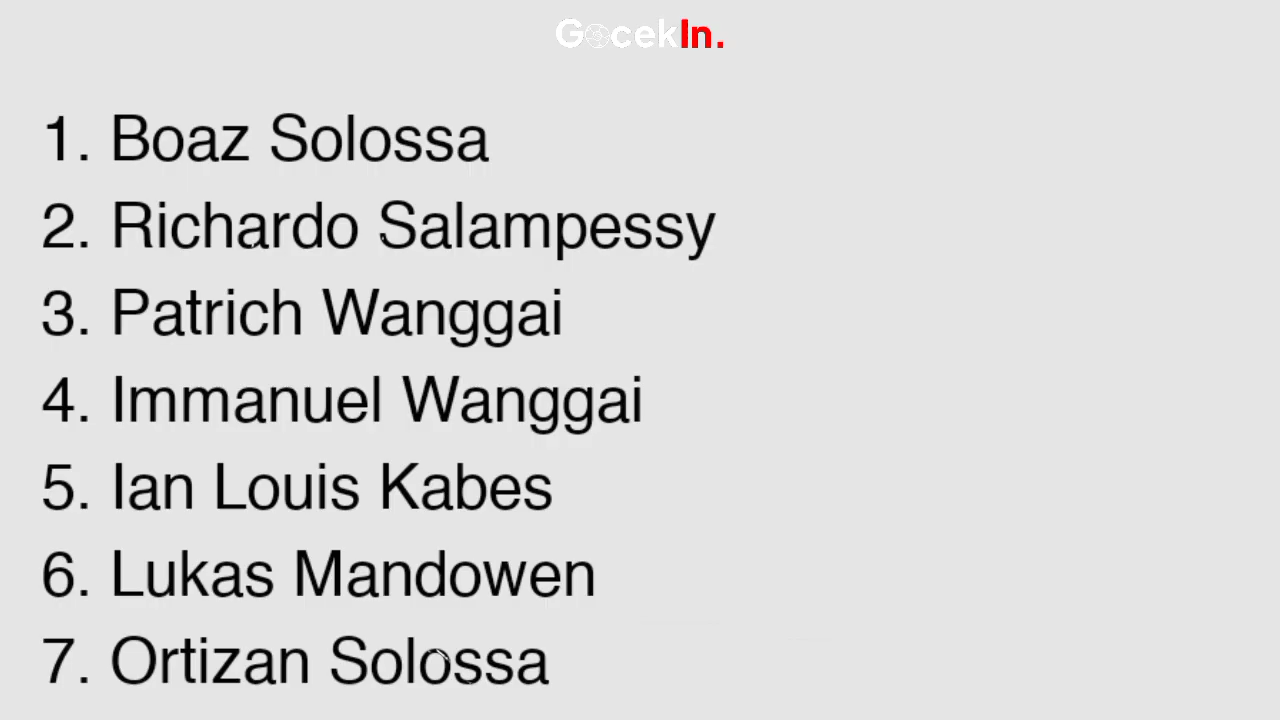 GocekIn.
1. Boaz Solossa
2. Richardo Salampessy
3. Patrich Wanggai
4. Immanuel Wanggai
5. Ian Louis Kabes
6. Lukas Mandowen
7. Ortizan Solossa